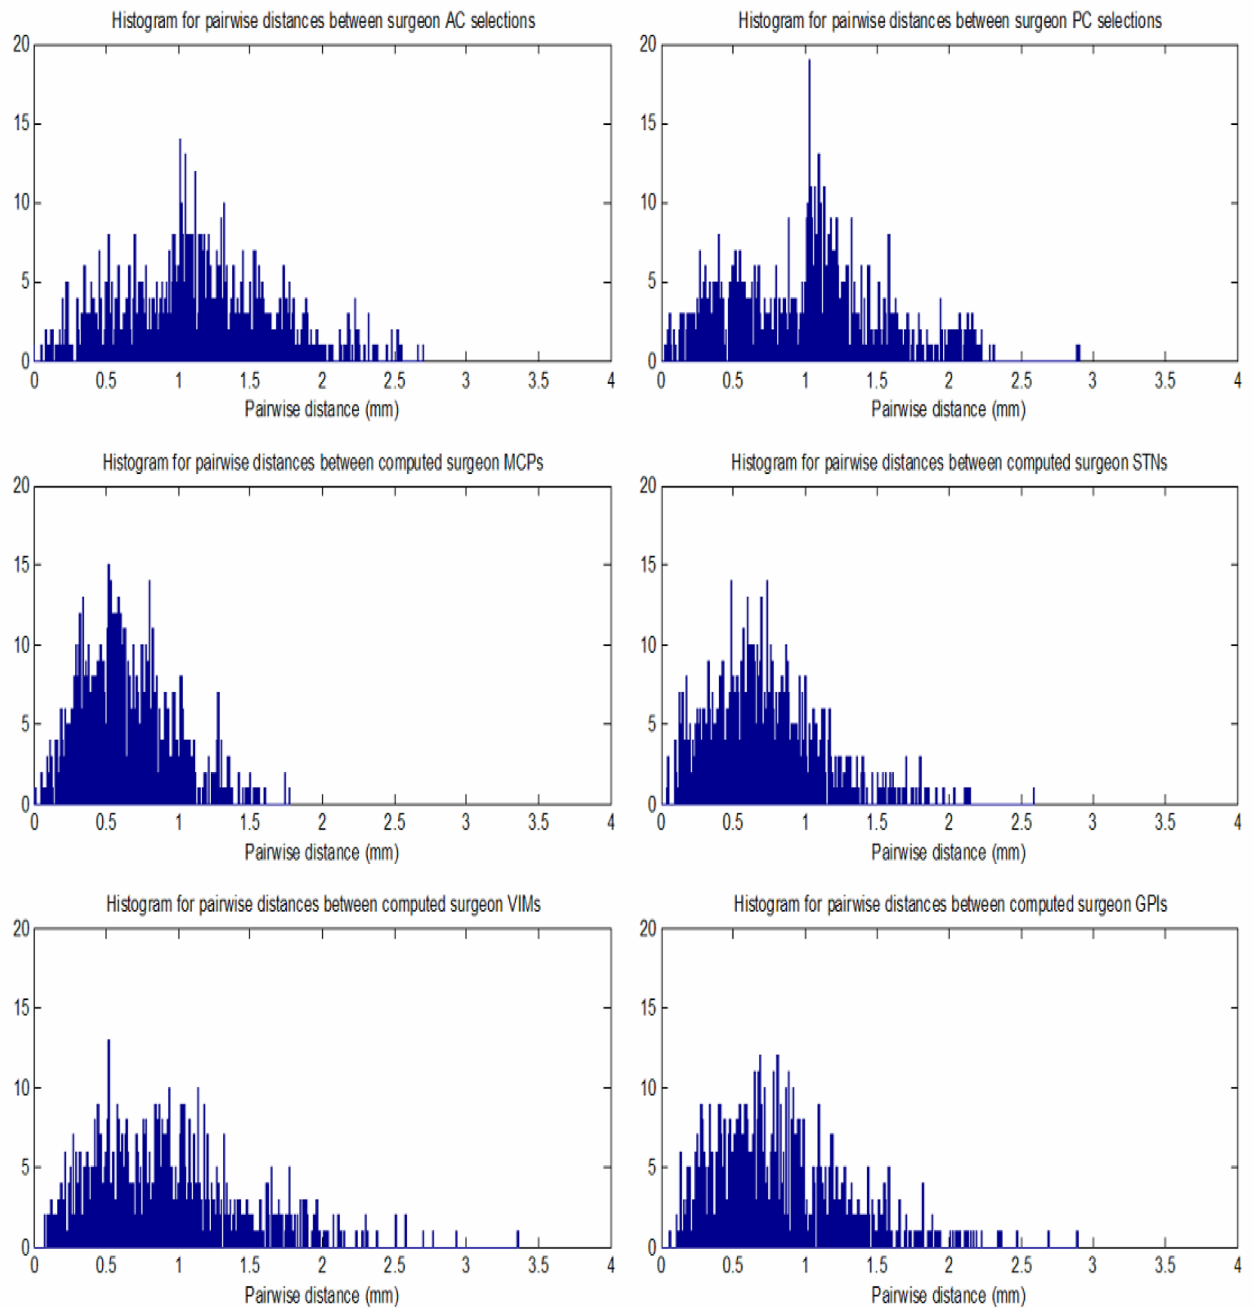 Histogram for pairwise distances between surgeon AC selections
20
15
10
5
0
0 0.5 1 1.5 2 2.5 3 3.5 4
Pairwise distance (mm)
Histogram for pairwise distances between surgeon PC selections
20
15
10
5
0
0 0.5 1 1.5 2 2.5 3 3.5 4
Pairwise distance (mm)
Histogram for pairwise distances between computed surgeon MCPs
20
15
10
5
0
0 0.5 1 1.5 2 2.5 3 3.5 4
Pairwise distance (mm)
Histogram for pairwise distances between computed surgeon STNs
20
15
10
5
0
0 0.5 1 1.5 2 2.5 3 3.5 4
Pairwise distance (mm)
Histogram for pairwise distances between computed surgeon VIMs
20
15
10
5
0
0 0.5 1 1.5 2 2.5 3 3.5 4
Pairwise distance (mm)
Histogram for pairwise distances between computed surgeon GPIs
20
15
10
5
0
0 0.5 1 1.5 2 2.5 3 3.5 4
Pairwise distance (mm)